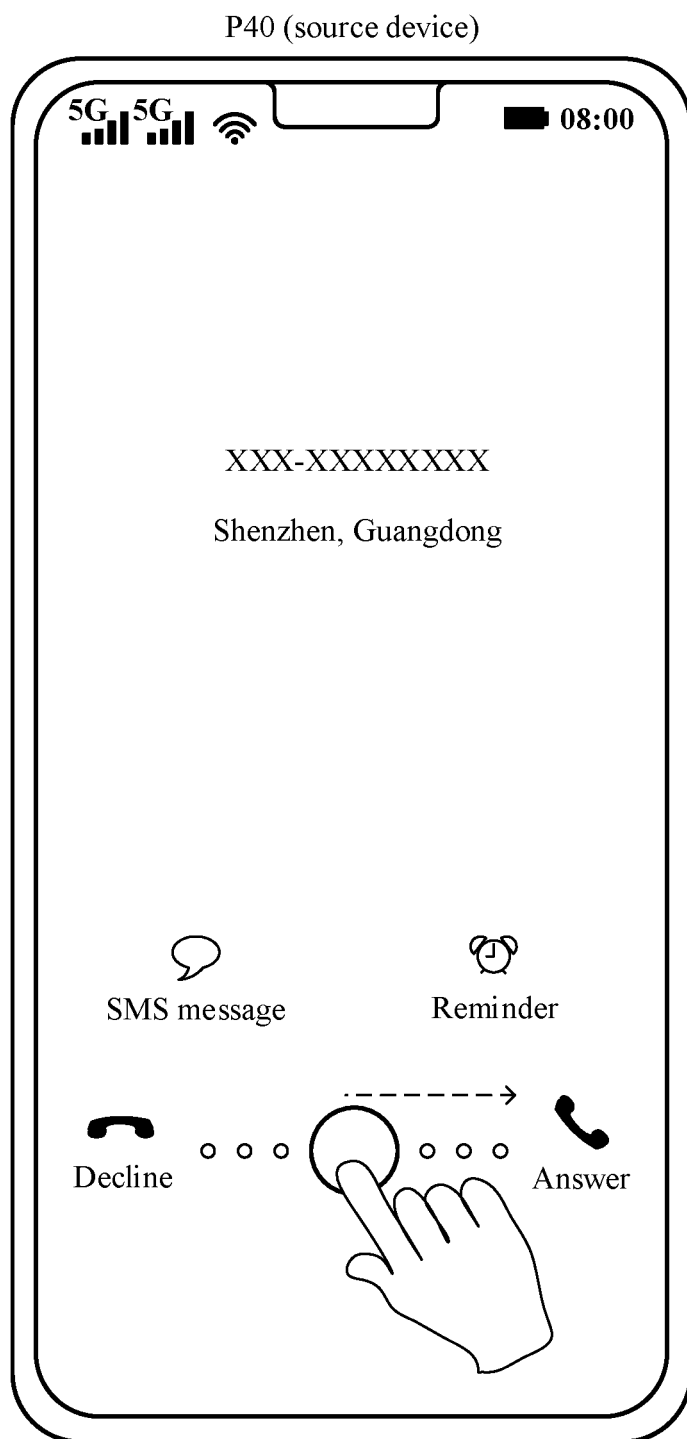 P40 (source device)
5G 5G 08:00
XXX-XXXXXXXX
Shenzhen, Guangdong
SMS message Reminder
Decline Answer